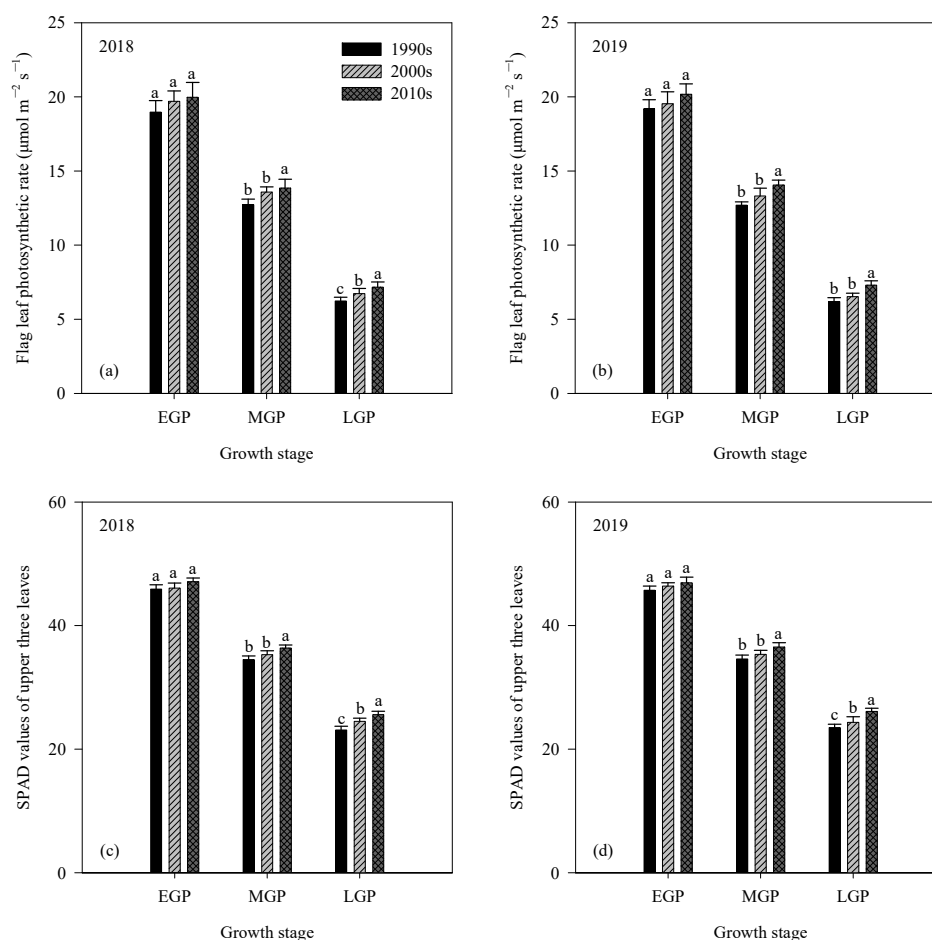 Flag leaf photosynthetic rate (μmol m⁻² s⁻¹)
25
20
15
10
5
0
2018
1990s
2000s
2010s
a a a
b b a
c b a
(a)
EGP MGP LGP
Growth stage
Flag leaf photosynthetic rate (μmol m⁻² s⁻¹)
25
20
15
10
5
0
2019
a a a
b b a
b b a
(b)
EGP MGP LGP
Growth stage
SPAD values of upper three leaves
60
40
20
0
2018
a a a
b b a
c b a
(c)
EGP MGP LGP
Growth stage
SPAD values of upper three leaves
60
40
20
0
2019
a a a
b b a
c b a
(d)
EGP MGP LGP
Growth stage